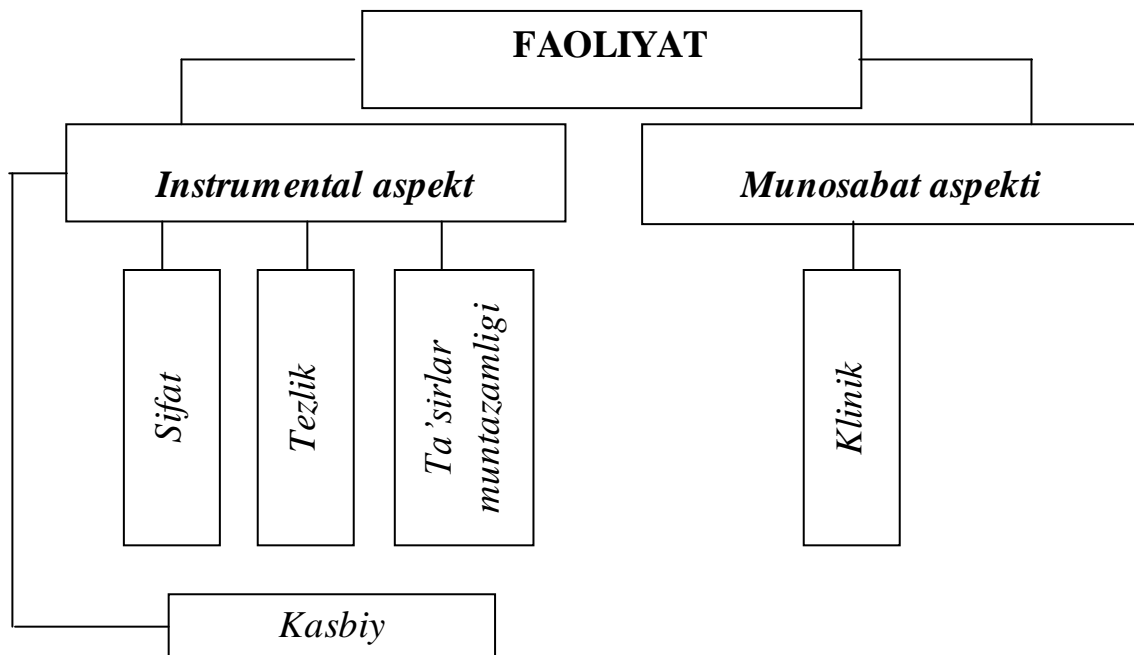 FAOLIYAT
Instrumental aspekt
Munosabat aspekti
Sifat
Tezlik
Ta’sirlar
muntazamligi
Klinik
Kasbiy